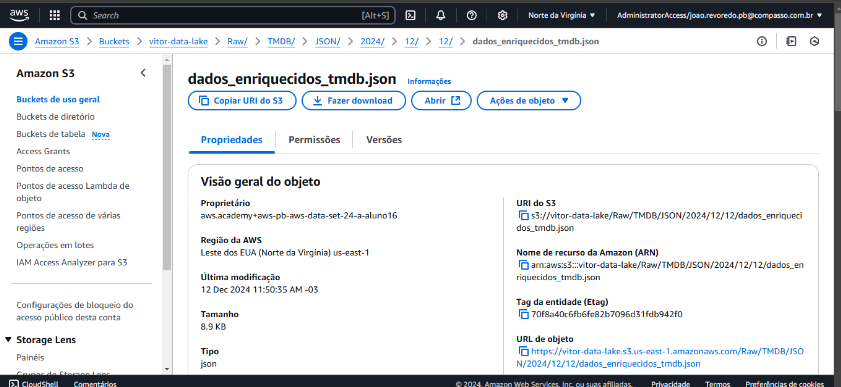 aws
Search
[Alt+S]
Norte da Virgínia
AdministratorAccess/joao.revoredo.pb@compasso.com.br
Amazon S3 > Buckets > vitor-data-lake > Raw/ > TMDB/ > JSON/ > 2024/ > 12/ > 12/ > dados_enriquecidos_tmdb.json
Amazon S3
Buckets de uso geral
Buckets de diretório
Buckets de tabela Nova
Access Grants
Pontos de acesso
Pontos de acesso Lambda de
objeto
Pontos de acesso de várias
regiões
Operações em lotes
IAM Access Analyzer para S3
Configurações de bloqueio do
acesso público desta conta
Storage Lens
Painéis
Grupos do Storage Lens
dados_enriquecidos_tmdb.json Informações
Copiar URI do S3
Fazer download
Abrir
Ações de objeto
Propriedades
Permissões
Versões
Visão geral do objeto
Proprietário
aws.academy+aws-pb-aws-data-set-24-a-aluno16
Região da AWS
Leste dos EUA (Norte da Virgínia) us-east-1
Última modificação
12 Dec 2024 11:50:35 AM -03
Tamanho
8.9 KB
Tipo
json
URI do S3
s3://vitor-data-lake/Raw/TMDB/JSON/2024/12/12/dados_enriqueci
dos_tmdb.json
Nome de recurso da Amazon (ARN)
arn:aws:s3:::vitor-data-lake/Raw/TMDB/JSON/2024/12/12/dados_en
riquecidos_tmdb.json
Tag da entidade (Etag)
70f8a40c6fb6fe82b7096d31fdb942f0
URL de objeto
https://vitor-data-lake.s3.us-east-1.amazonaws.com/Raw/TMDB/JSO
N/2024/12/12/dados_enriquecidos_tmdb.json
CloudShell
Comentários
© 2024, Amazon Web Services, Inc. ou suas afiliadas.
Privacidade
Termos
Preferências de cookies